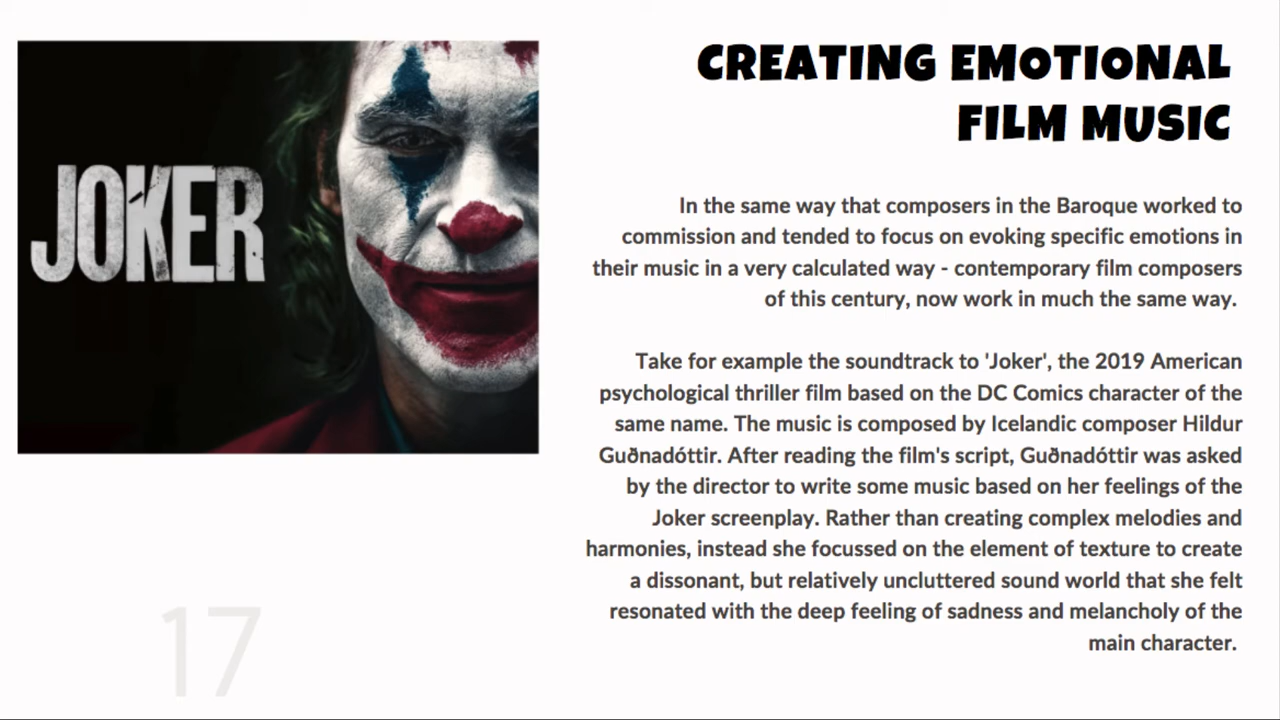 JOKER
CREATING EMOTIONAL
FILM MUSIC
In the same way that composers in the Baroque worked to
commission and tended to focus on evoking specific emotions in
their music in a very calculated way - contemporary film composers
of this century, now work in much the same way.
Take for example the soundtrack to 'Joker', the 2019 American
psychological thriller film based on the DC Comics character of the
same name. The music is composed by Icelandic composer Hildur
Guðnadóttir. After reading the film's script, Guðnadóttir was asked
by the director to write some music based on her feelings of the
Joker screenplay. Rather than creating complex melodies and
harmonies, instead she focussed on the element of texture to create
a dissonant, but relatively uncluttered sound world that she felt
resonated with the deep feeling of sadness and melancholy of the
main character.
17